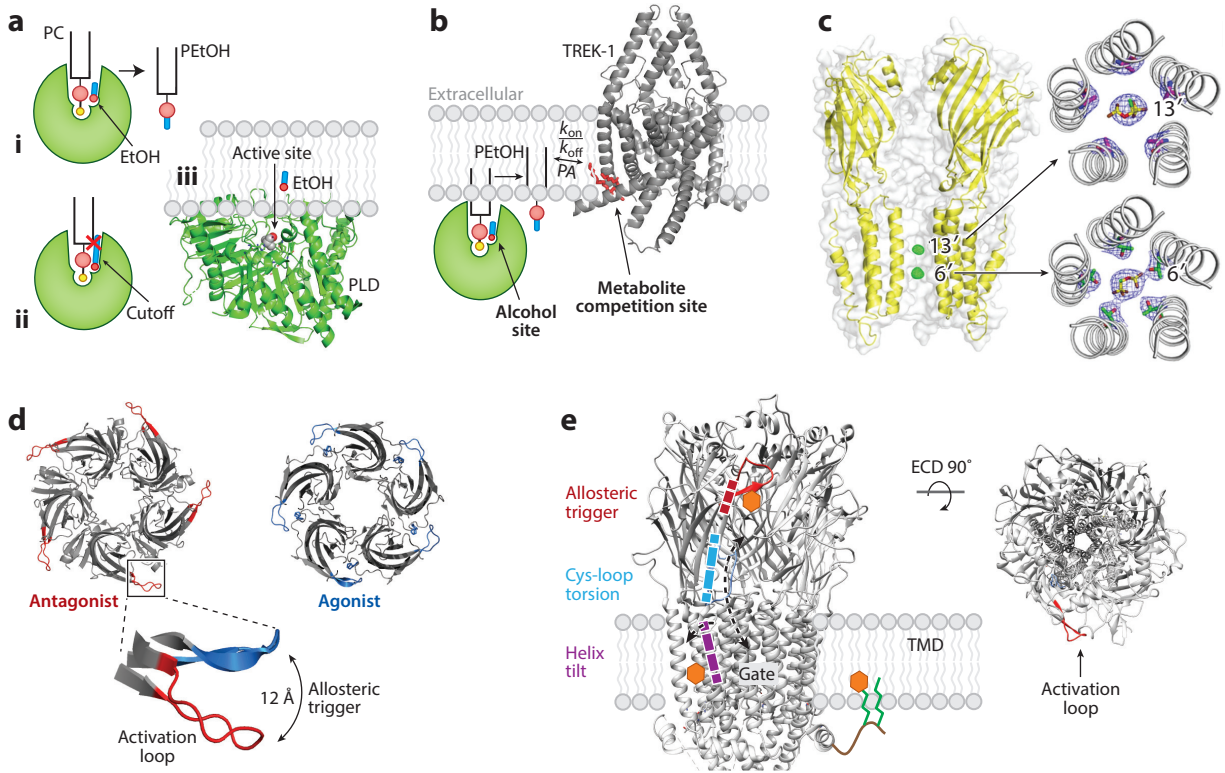 a
PC
PEtOH
i
EtOH
ii
Cutoff
iii
Active site
EtOH
PLD
b
TREK-1
Extracellular
PEtOH
kon
koff
PA
Metabolite
competition site
Alcohol
site
c
13′
6′
13′
6′
d
Antagonist
Agonist
12 Å
Allosteric
trigger
Activation
loop
e
Allosteric
trigger
Cys-loop
torsion
Helix
tilt
Gate
TMD
ECD 90°
Activation
loop